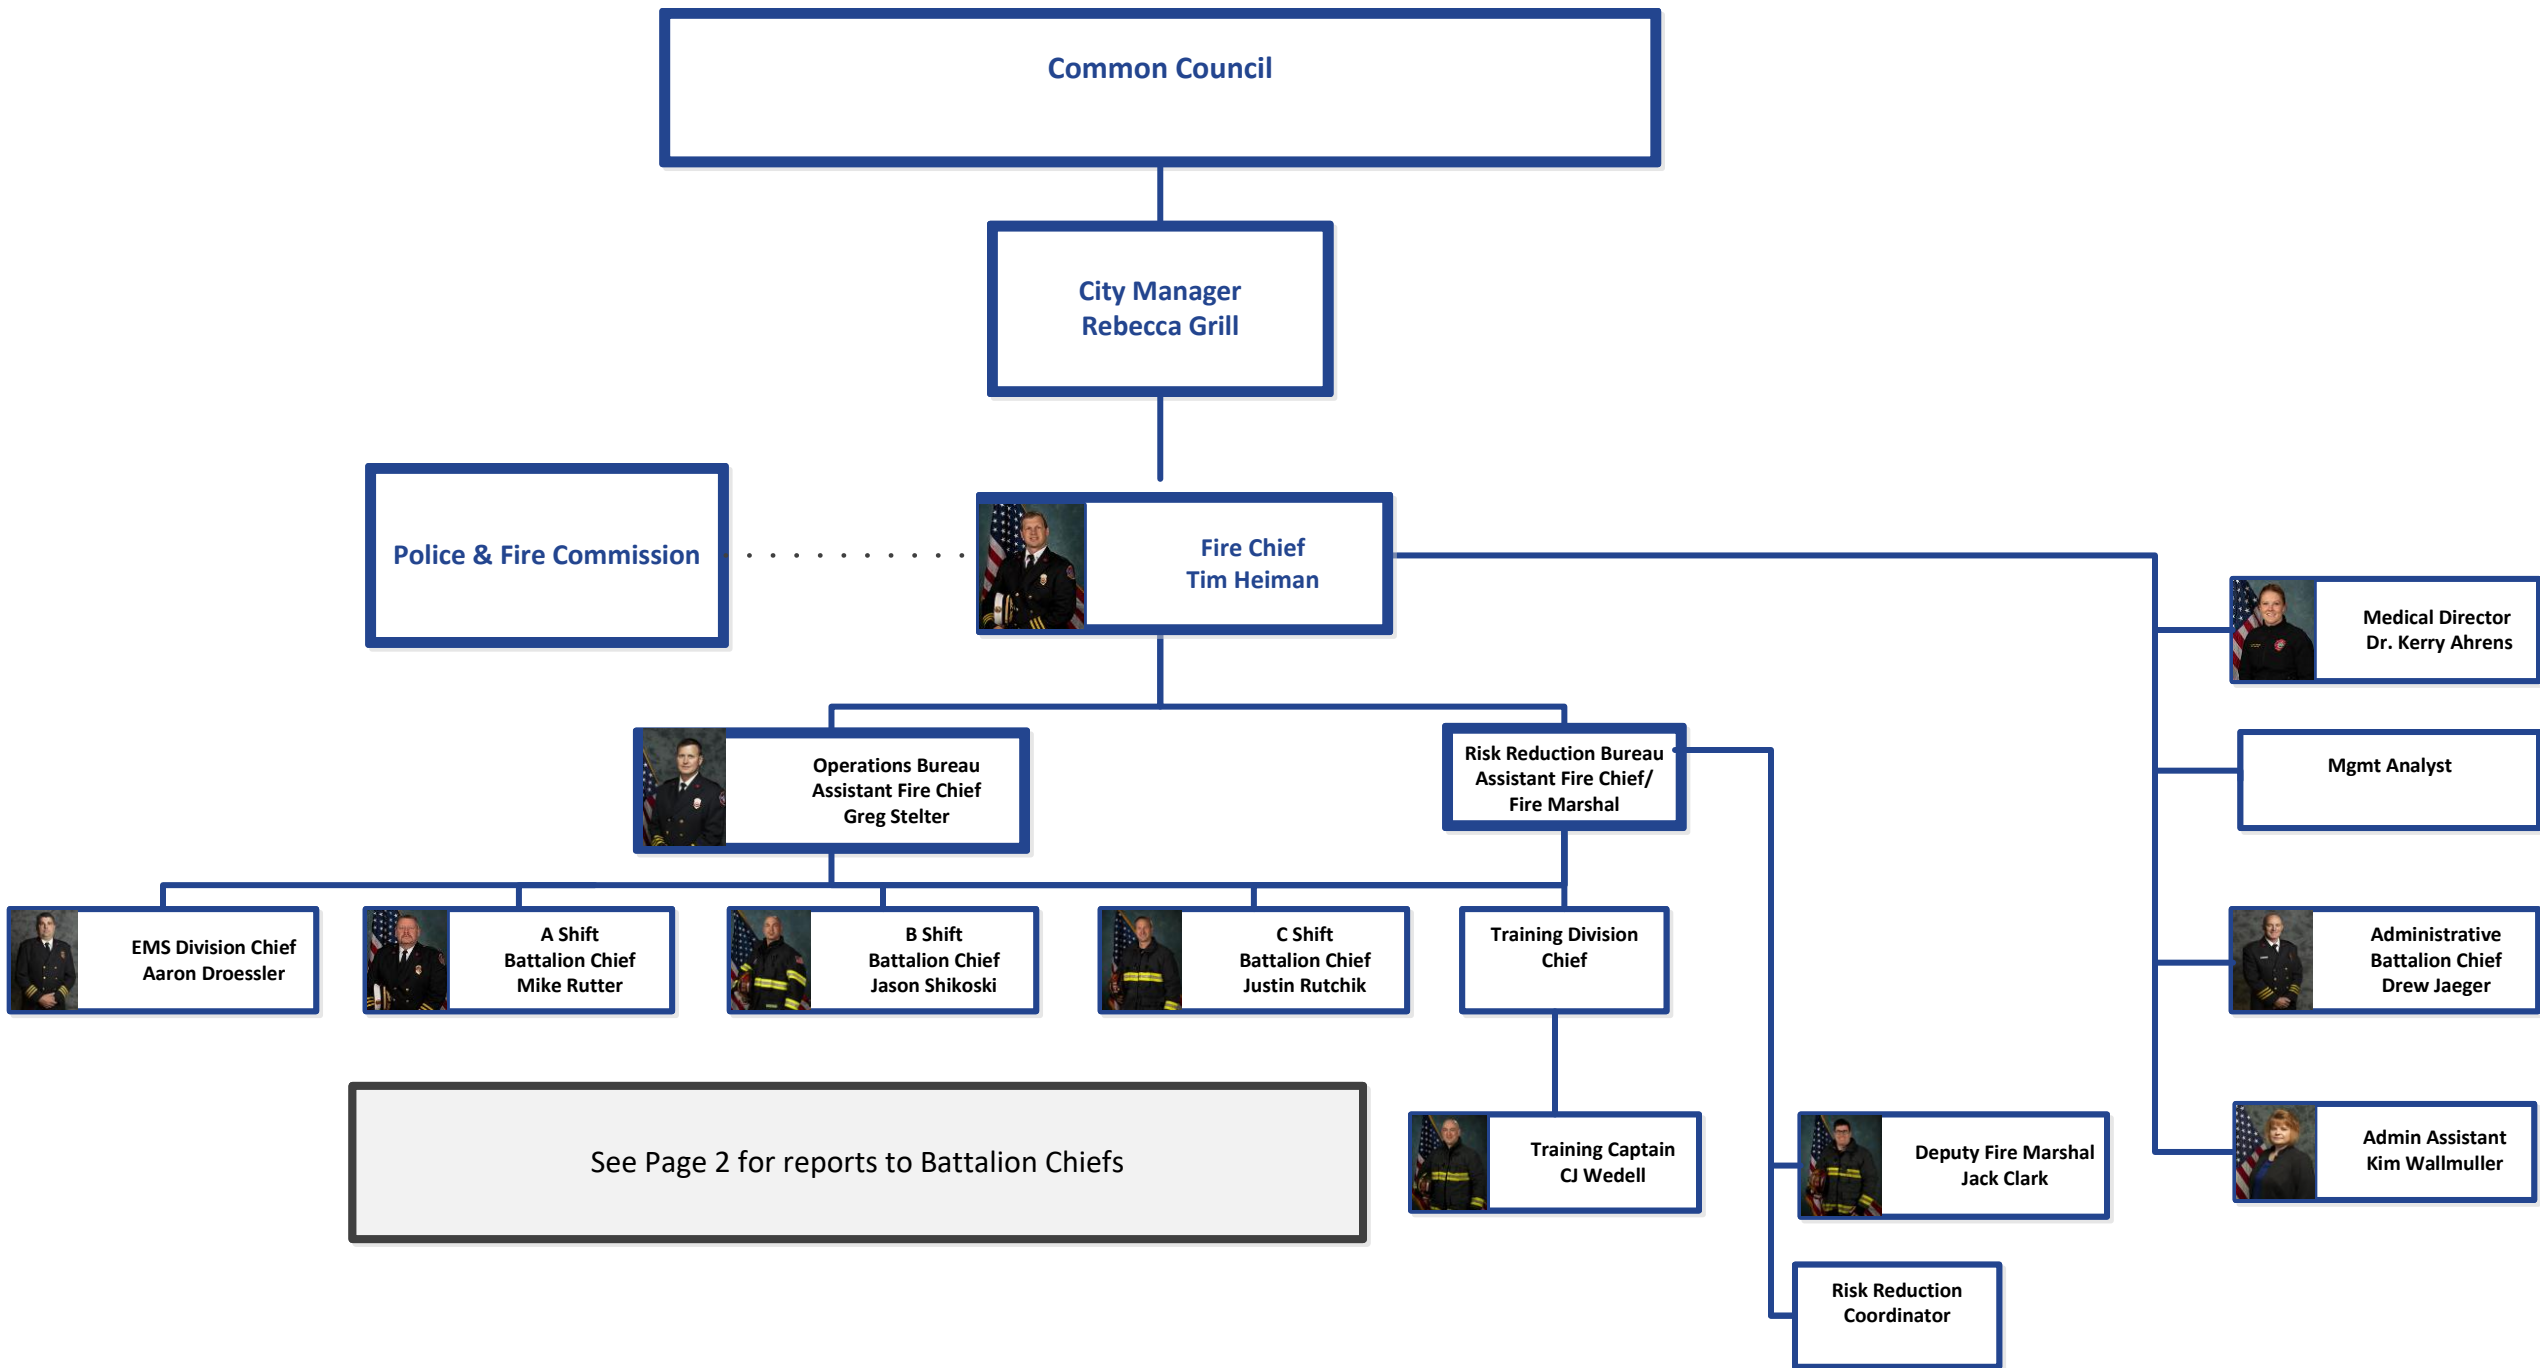 Common Council
City Manager
Rebecca Grill
Police & Fire Commission
Fire Chief
Tim Heiman
Medical Director
Dr. Kerry Ahrens
Mgmt Analyst
Operations Bureau
Assistant Fire Chief
Greg Stelter
Risk Reduction Bureau
Assistant Fire Chief/
Fire Marshal
EMS Division Chief
Aaron Droessler
A Shift
Battalion Chief
Mike Rutter
B Shift
Battalion Chief
Jason Shikoski
C Shift
Battalion Chief
Justin Rutchik
Training Division
Chief
Administrative
Battalion Chief
Drew Jaeger
See Page 2 for reports to Battalion Chiefs
Training Captain
CJ Wedell
Deputy Fire Marshal
Jack Clark
Admin Assistant
Kim Wallmuller
Risk Reduction
Coordinator